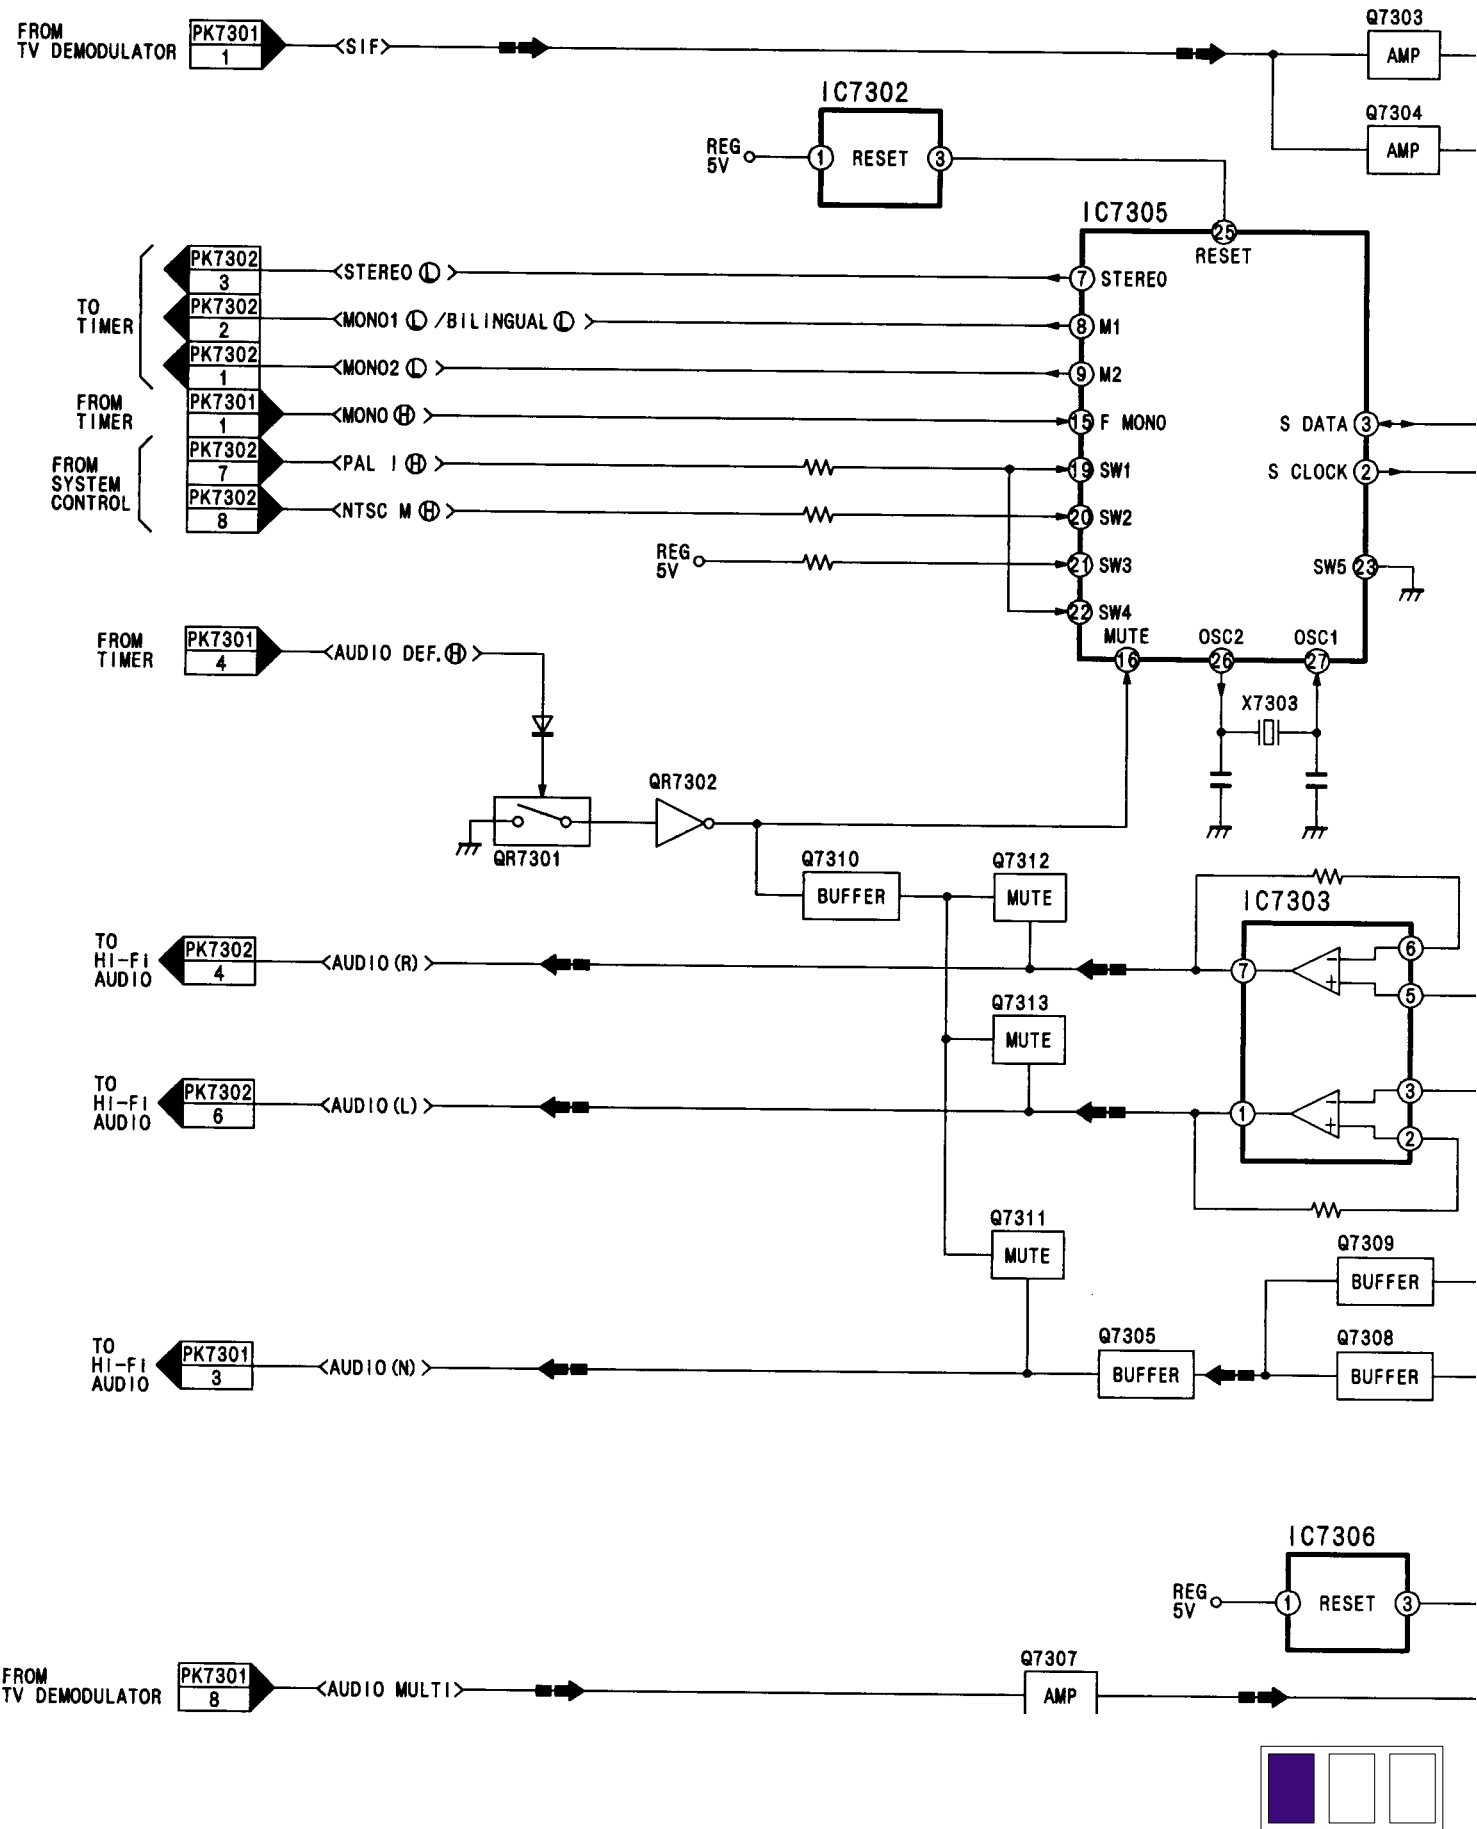 FROM
TV DEMODULATOR
PK7301
1
<SIF>
Q7303
AMP
Q7304
AMP
IC7302
REG
5V
1
RESET
3
IC7305
25
RESET
TO
TIMER
PK7302
3
<STEREO Ⓛ >
7
STEREO
PK7302
2
<MONO1 Ⓛ /BILINGUAL Ⓛ >
8
M1
PK7302
1
<MONO2 Ⓛ >
9
M2
FROM
TIMER
PK7301
1
<MONO Ⓗ >
15
F MONO
S DATA
3
FROM
SYSTEM
CONTROL
PK7302
7
<PAL I Ⓗ >
19
SW1
S CLOCK
2
PK7302
8
<NTSC M Ⓗ >
20
SW2
REG
5V
21
SW3
SW5
23
22
SW4
MUTE
16
OSC2
26
OSC1
27
X7303
FROM
TIMER
PK7301
4
<AUDIO DEF. Ⓗ >
QR7301
QR7302
Q7310
BUFFER
Q7312
MUTE
IC7303
7
-
+
6
5
TO
Hi-Fi
AUDIO
PK7302
4
<AUDIO(R)>
Q7313
MUTE
TO
Hi-Fi
AUDIO
PK7302
6
<AUDIO(L)>
1
-
+
3
2
Q7311
MUTE
Q7309
BUFFER
TO
Hi-Fi
AUDIO
PK7301
3
<AUDIO(N)>
Q7305
BUFFER
Q7308
BUFFER
IC7306
REG
5V
1
RESET
3
FROM
TV DEMODULATOR
PK7301
8
<AUDIO MULTI>
Q7307
AMP